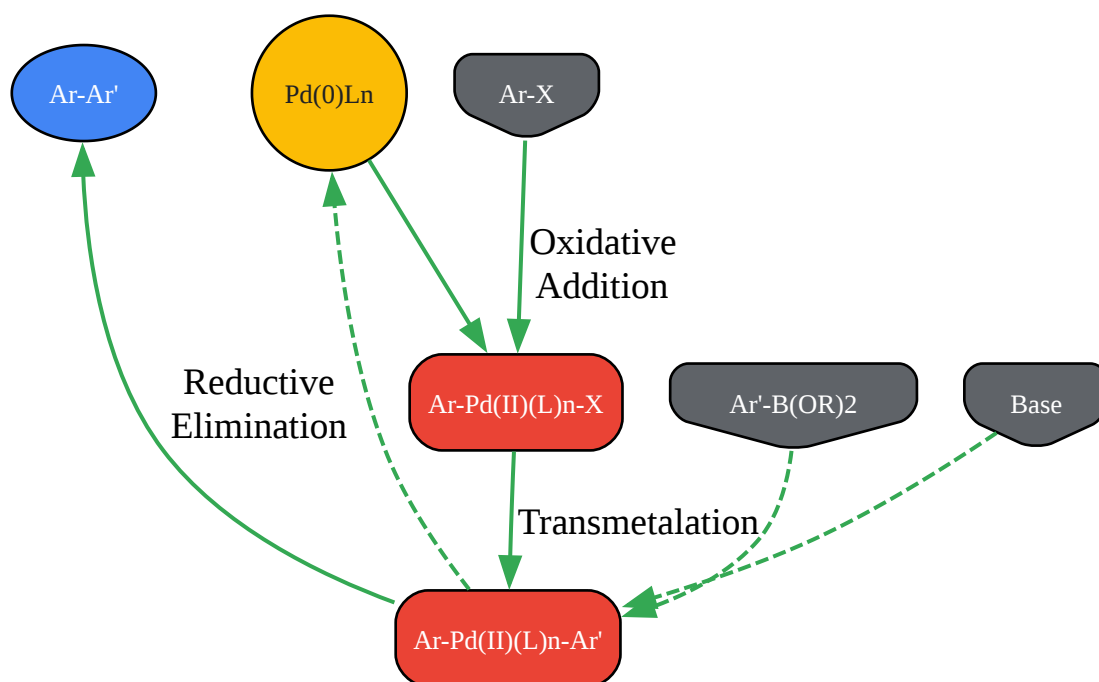 Ar-Ar'
Pd(0)Ln
Ar-X
Oxidative
Addition
Reductive
Elimination
Ar-Pd(II)(L)n-X
Ar'-B(OR)2
Base
Transmetalation
Ar-Pd(II)(L)n-Ar'